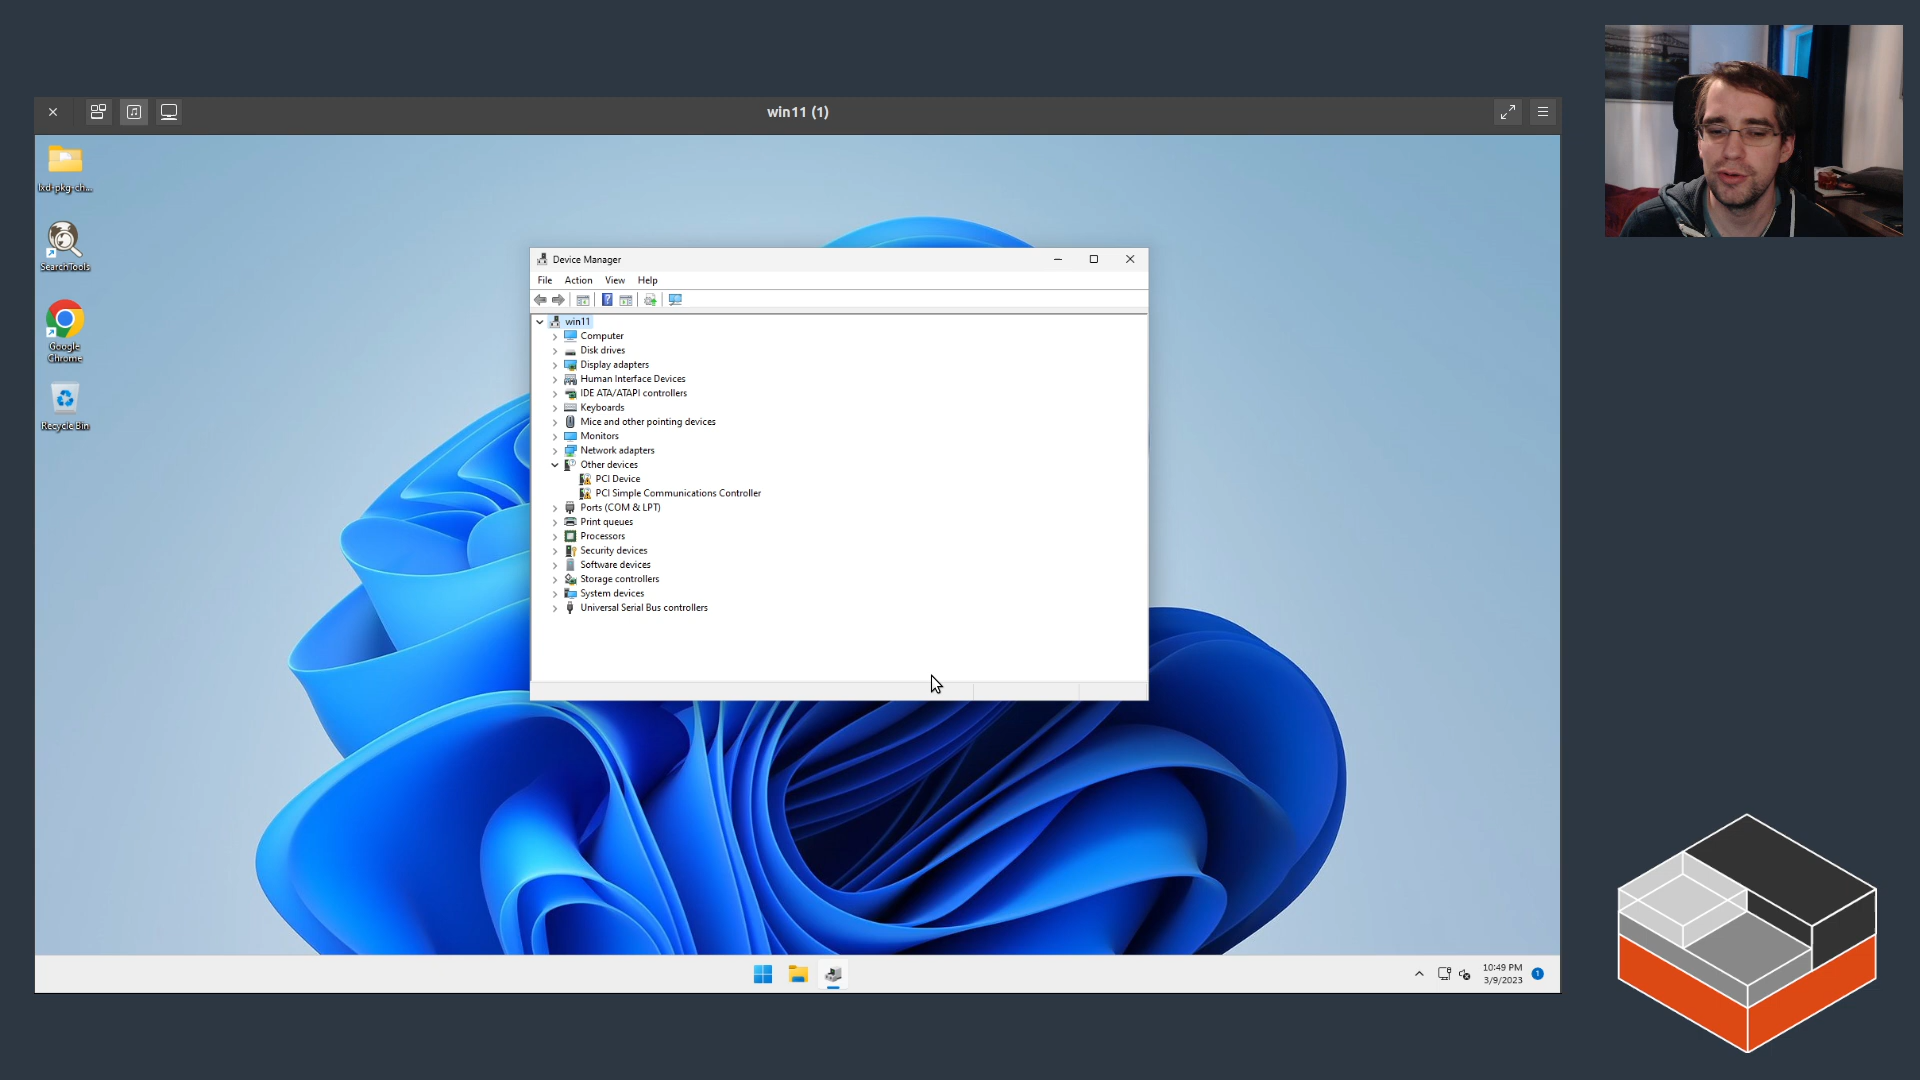 win11 (1)
lxd-pkg-ch...
SearchTools
Google
Chrome
Recycle Bin
Device Manager
File Action View Help
win11
Computer
Disk drives
Display adapters
Human Interface Devices
IDE ATA/ATAPI controllers
Keyboards
Mice and other pointing devices
Monitors
Network adapters
Other devices
PCI Device
PCI Simple Communications Controller
Ports (COM & LPT)
Print queues
Processors
Security devices
Software devices
Storage controllers
System devices
Universal Serial Bus controllers
10:49 PM
3/9/2023
1